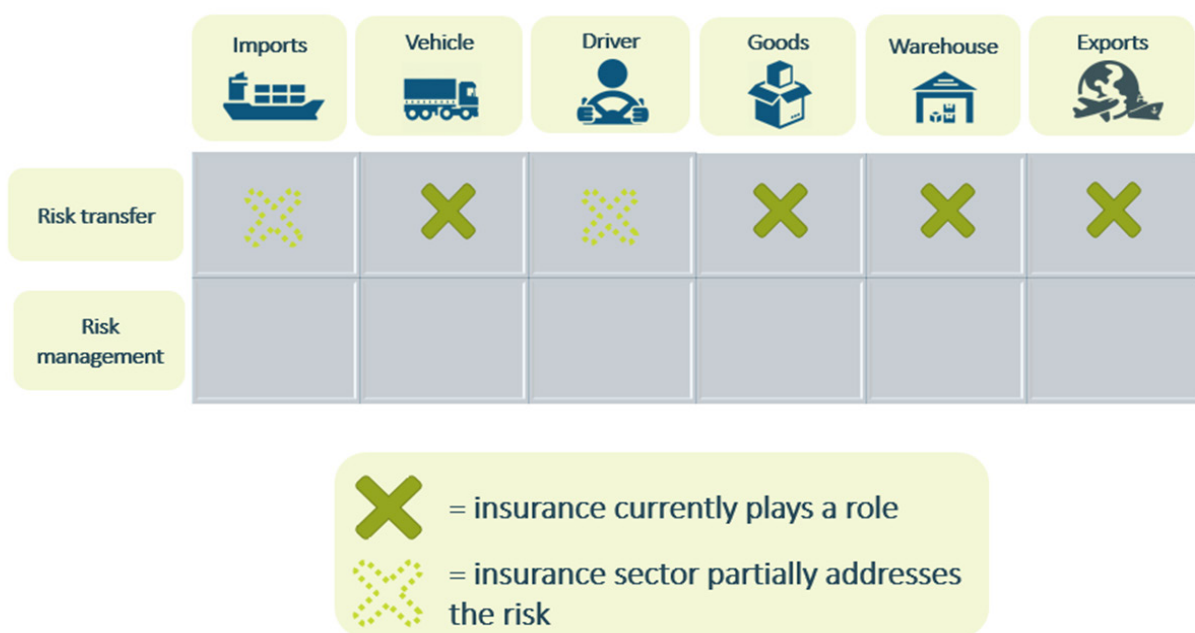 Imports
Vehicle
Driver
Goods
Warehouse
Exports
Risk transfer
Risk
management
= insurance currently plays a role
= insurance sector partially addresses
the risk